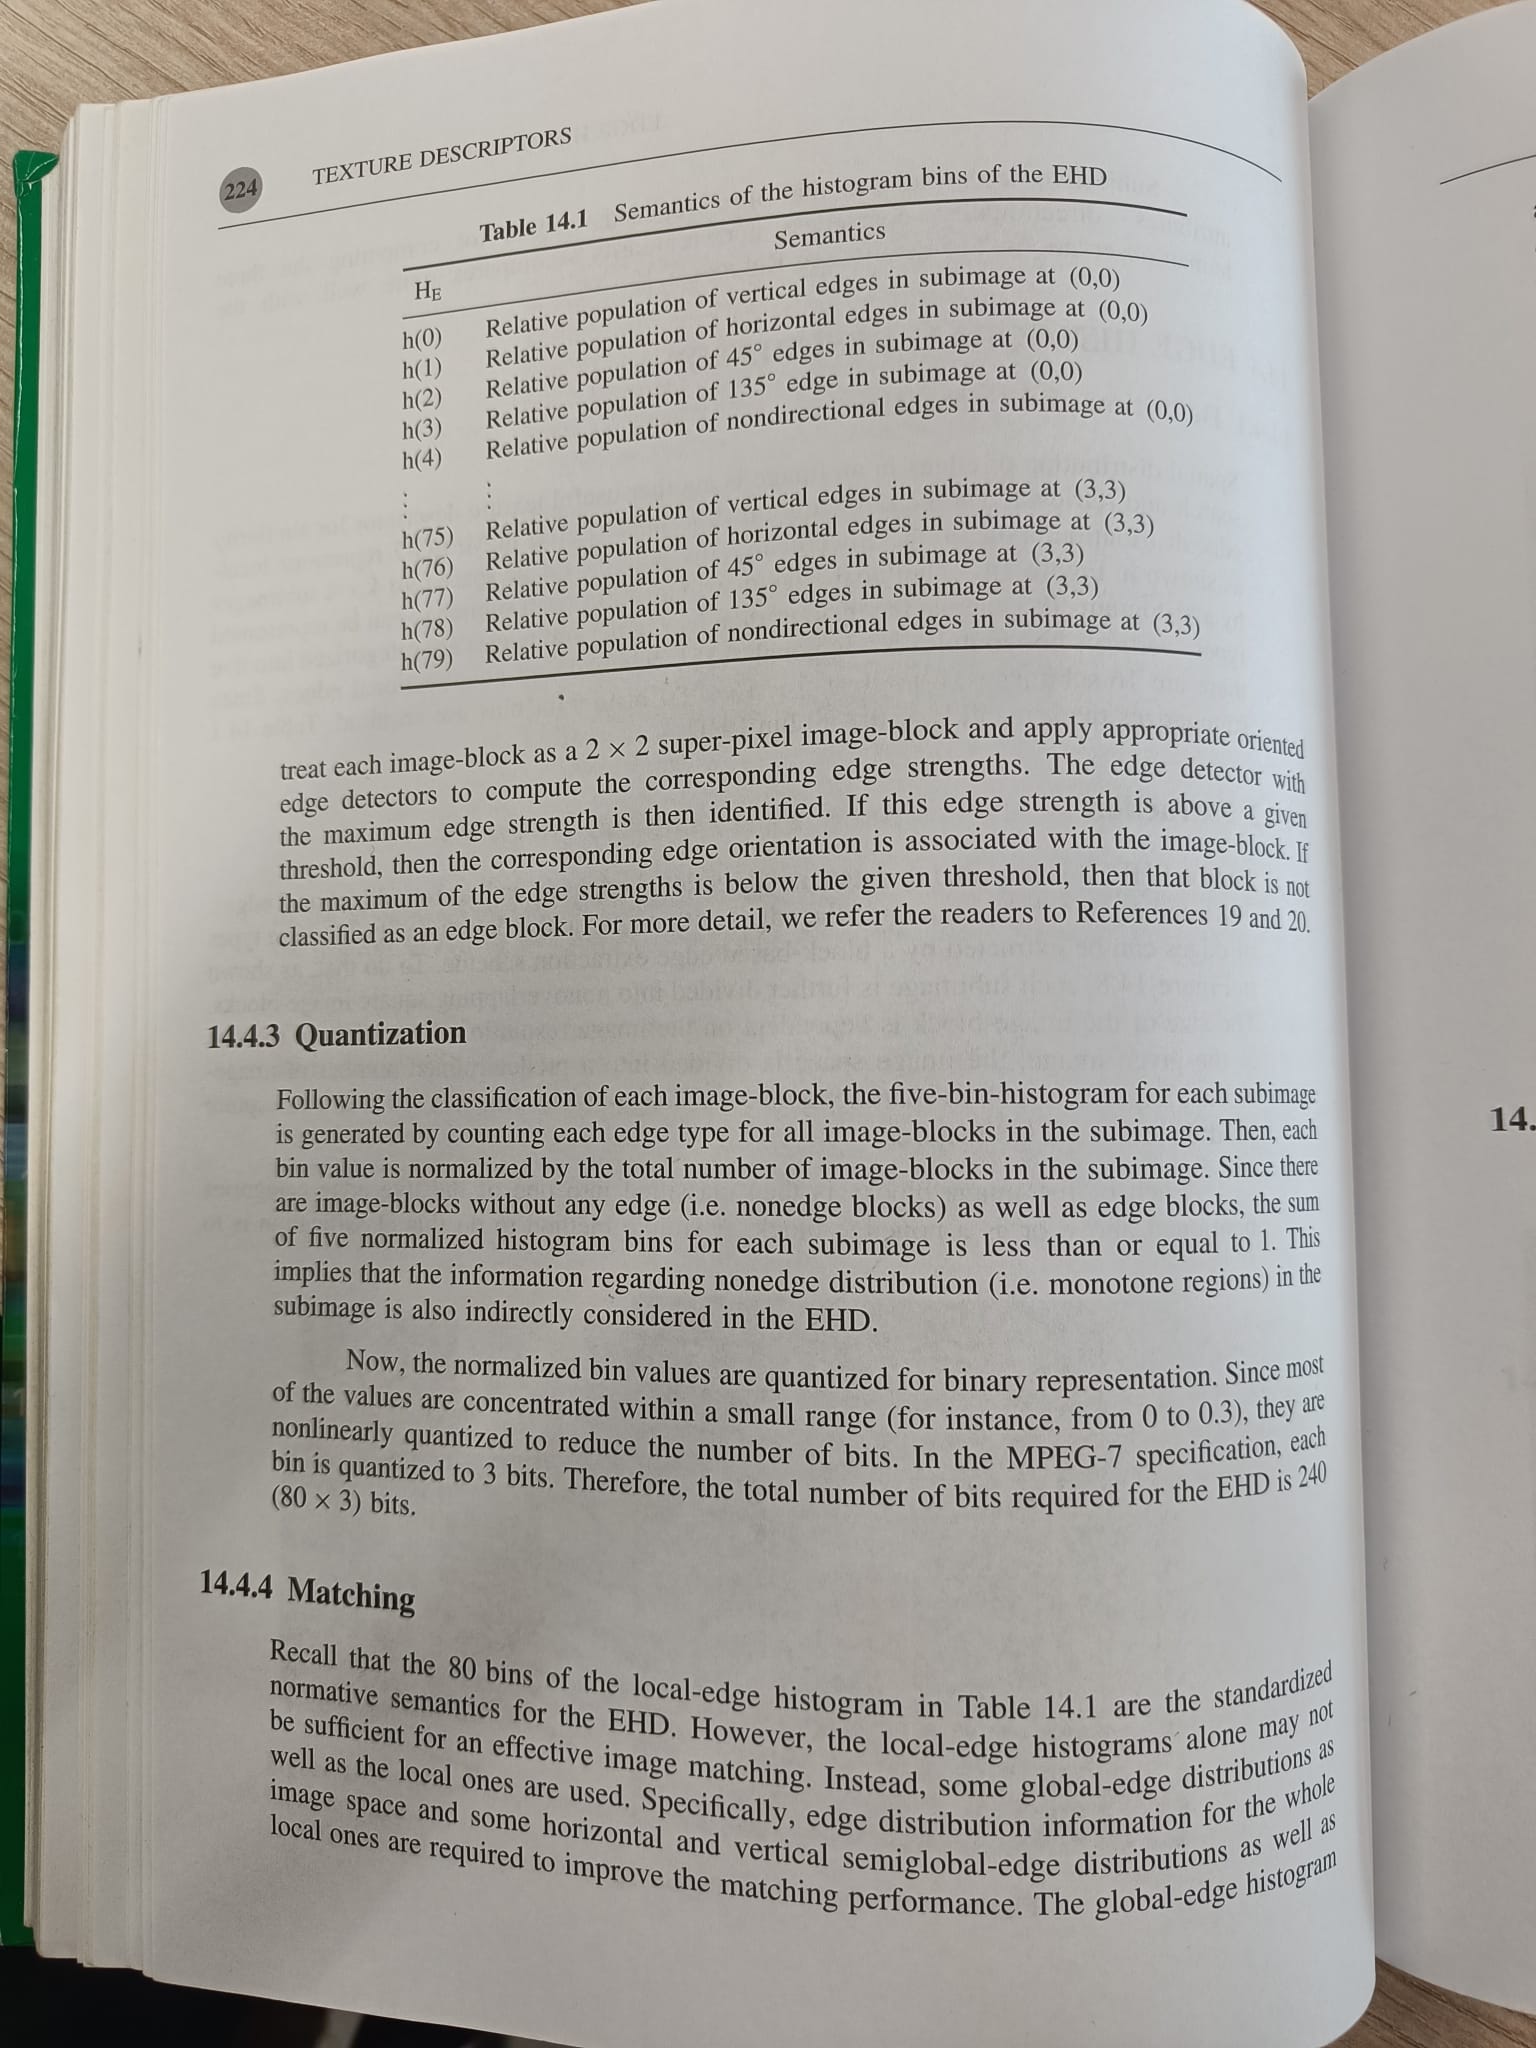 224 TEXTURE DESCRIPTORS
Table 14.1 Semantics of the histogram bins of the EHD
HE Semantics
h(0) Relative population of vertical edges in subimage at (0,0)
h(1) Relative population of horizontal edges in subimage at (0,0)
h(2) Relative population of 45° edges in subimage at (0,0)
h(3) Relative population of 135° edge in subimage at (0,0)
h(4) Relative population of nondirectional edges in subimage at (0,0)
⋮ ⋮
h(75) Relative population of vertical edges in subimage at (3,3)
h(76) Relative population of horizontal edges in subimage at (3,3)
h(77) Relative population of 45° edges in subimage at (3,3)
h(78) Relative population of 135° edges in subimage at (3,3)
h(79) Relative population of nondirectional edges in subimage at (3,3)
treat each image-block as a 2 × 2 super-pixel image-block and apply appropriate oriented
edge detectors to compute the corresponding edge strengths. The edge detector with
the maximum edge strength is then identified. If this edge strength is above a given
threshold, then the corresponding edge orientation is associated with the image-block. If
the maximum of the edge strengths is below the given threshold, then that block is not
classified as an edge block. For more detail, we refer the readers to References 19 and 20.
14.4.3 Quantization
Following the classification of each image-block, the five-bin-histogram for each subimage
is generated by counting each edge type for all image-blocks in the subimage. Then, each
bin value is normalized by the total number of image-blocks in the subimage. Since there
are image-blocks without any edge (i.e. nonedge blocks) as well as edge blocks, the sum
of five normalized histogram bins for each subimage is less than or equal to 1. This
implies that the information regarding nonedge distribution (i.e. monotone regions) in the
subimage is also indirectly considered in the EHD.
Now, the normalized bin values are quantized for binary representation. Since most
of the values are concentrated within a small range (for instance, from 0 to 0.3), they are
nonlinearly quantized to reduce the number of bits. In the MPEG-7 specification, each
bin is quantized to 3 bits. Therefore, the total number of bits required for the EHD is 240
(80 × 3) bits.
14.4.4 Matching
Recall that the 80 bins of the local-edge histogram in Table 14.1 are the standardized
normative semantics for the EHD. However, the local-edge histograms alone may not
be sufficient for an effective image matching. Instead, some global-edge distributions as
well as the local ones are used. Specifically, edge distribution information for the whole
image space and some horizontal and vertical semiglobal-edge distributions as well as
local ones are required to improve the matching performance. The global-edge histogram
14.